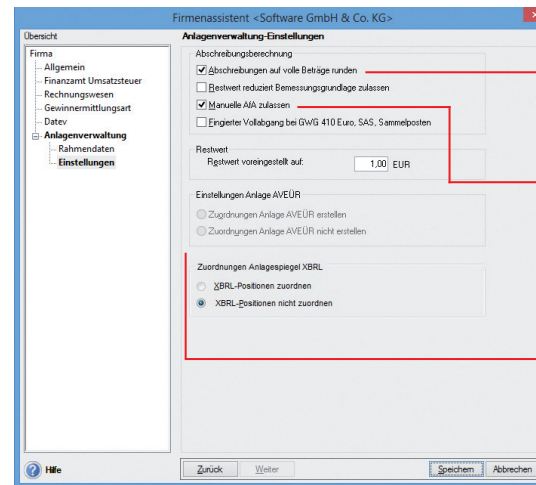 Firmenassistent <Software GmbH & Co. KG>
Übersicht
Firma
Allgemein
Finanzamt Umsatzsteuer
Rechnungswesen
Gewinnermittlungsart
Datev
Anlagenverwaltung
Rahmendaten
Einstellungen
Anlagenverwaltung-Einstellungen
Abschreibungsberechnung
Abschreibungen auf volle Beträge runden
Restwert reduziert Bemessungsgrundlage zulassen
Manuelle AfA zulassen
Fingierter Vollabgang bei GWG 410 Euro, SAS, Sammelposten
Restwert
Restwert voreingestellt auf: 1,00 EUR
Einstellungen Anlage AVEÜR
Zuordnungen Anlage AVEÜR erstellen
Zuordnungen Anlage AVEÜR nicht erstellen
Zuordnungen Anlagespiegel XBRL
XBRL-Positionen zuordnen
XBRL-Positionen nicht zuordnen
Hilfe
Zurück Weiter Speichern Abbrechen